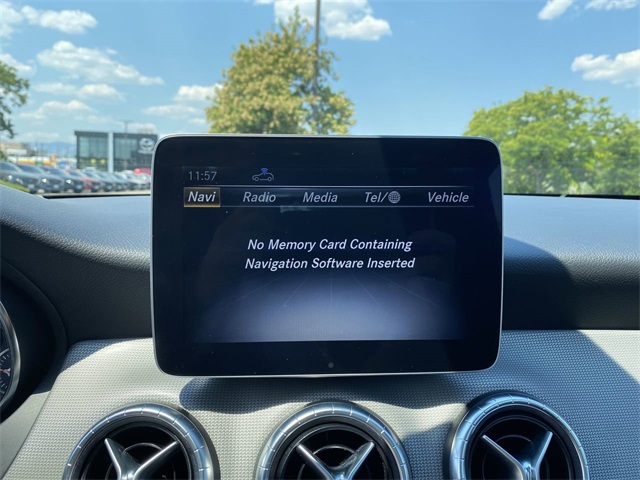 11:57
Navi Radio Media Tel/ Vehicle
No Memory Card Containing
Navigation Software Inserted